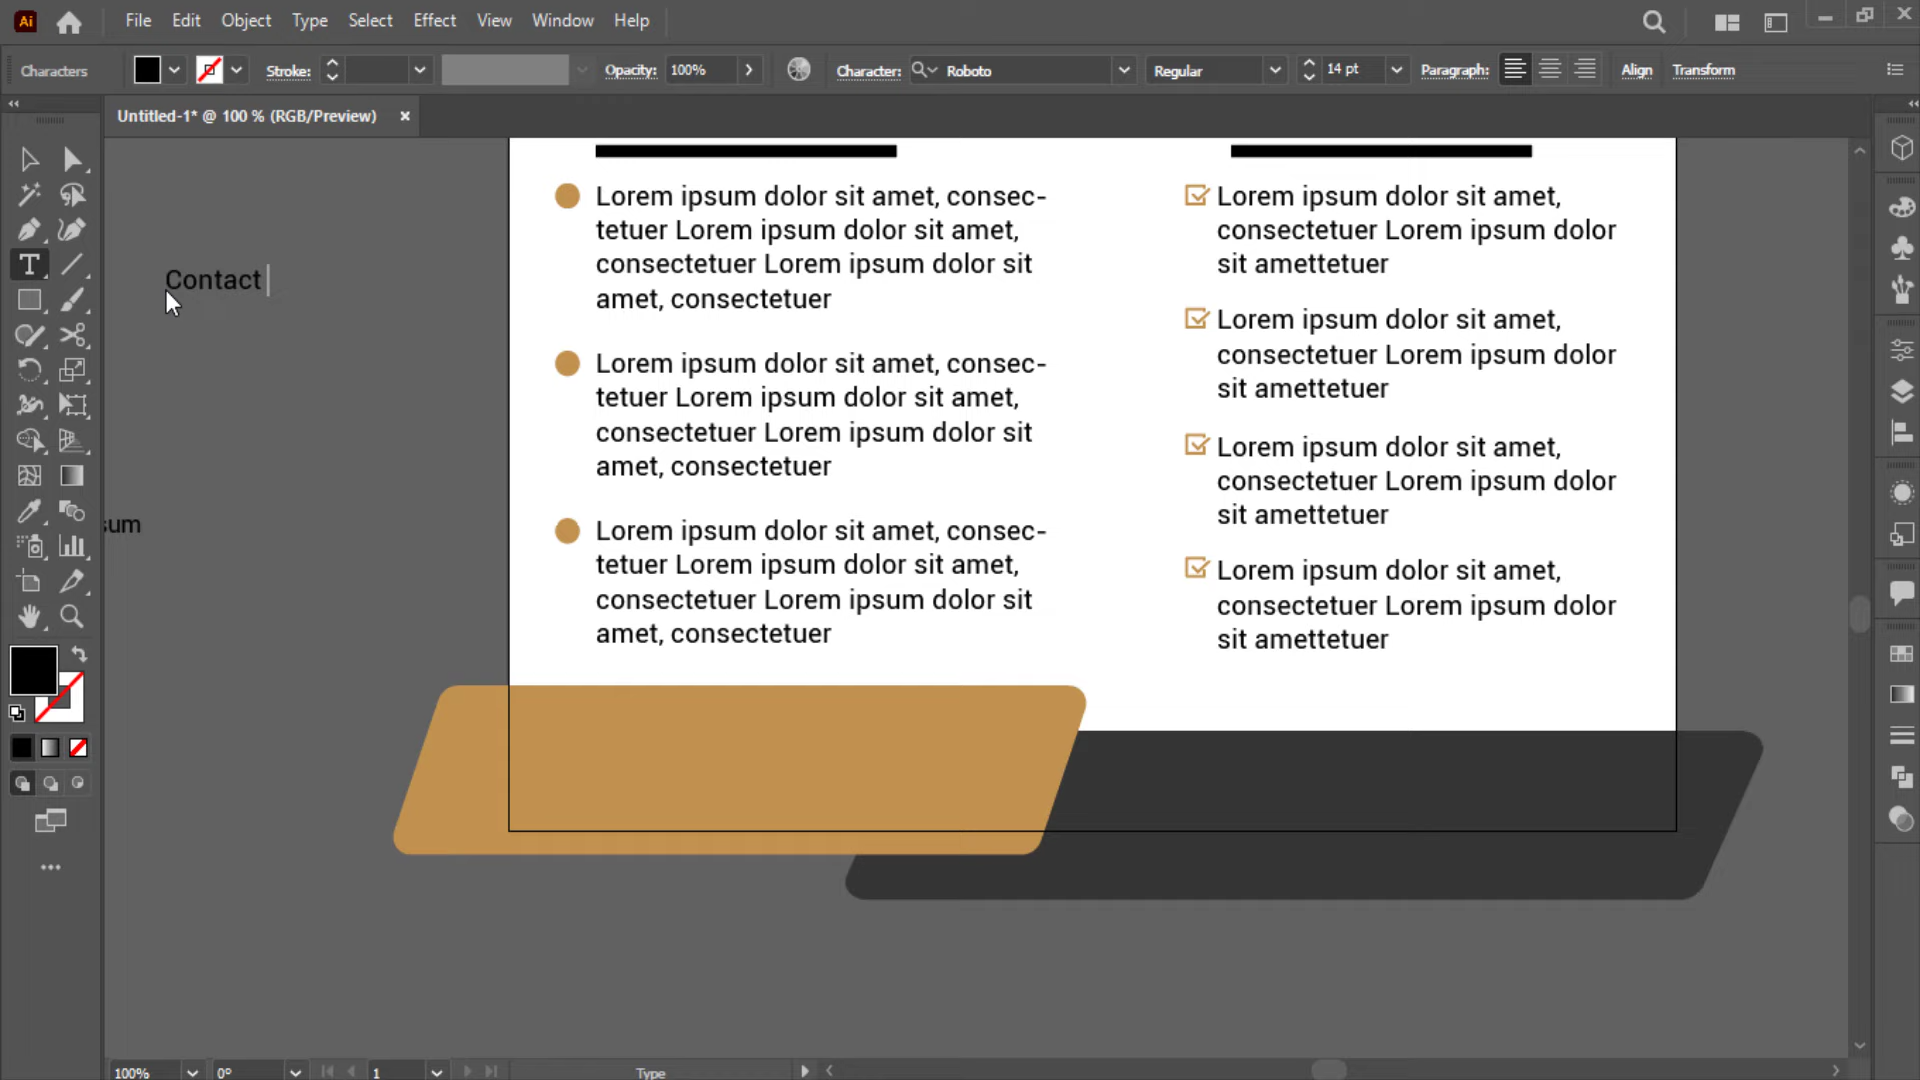 Ai File Edit Object Type Select Effect View Window Help
Characters Stroke: Opacity: 100% Character: Roboto Regular 14 pt Paragraph: Align Transform
Untitled-1* @ 100 % (RGB/Preview) ×
Contact
sum
Lorem ipsum dolor sit amet, consec-
tetuer Lorem ipsum dolor sit amet,
consectetuer Lorem ipsum dolor sit
amet, consectetuer
Lorem ipsum dolor sit amet, consec-
tetuer Lorem ipsum dolor sit amet,
consectetuer Lorem ipsum dolor sit
amet, consectetuer
Lorem ipsum dolor sit amet, consec-
tetuer Lorem ipsum dolor sit amet,
consectetuer Lorem ipsum dolor sit
amet, consectetuer
Lorem ipsum dolor sit amet,
consectetuer Lorem ipsum dolor
sit amettetuer
Lorem ipsum dolor sit amet,
consectetuer Lorem ipsum dolor
sit amettetuer
Lorem ipsum dolor sit amet,
consectetuer Lorem ipsum dolor
sit amettetuer
Lorem ipsum dolor sit amet,
consectetuer Lorem ipsum dolor
sit amettetuer
100% 0° 1 Type